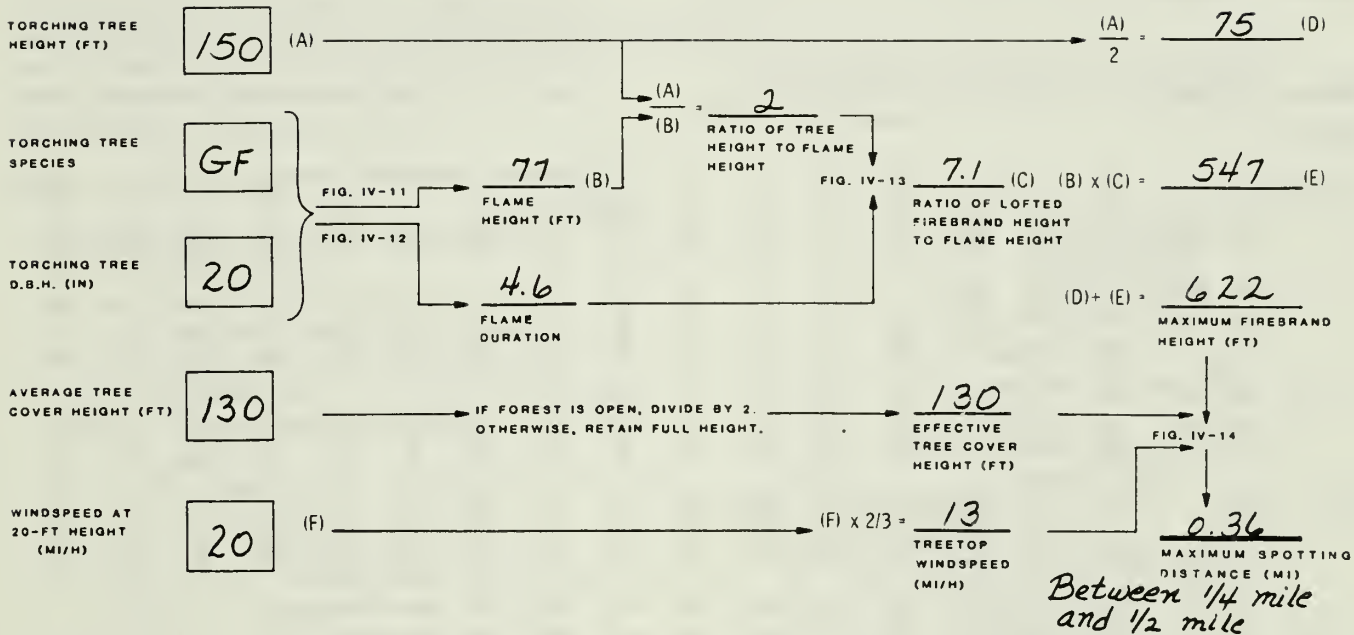 TORCHING TREE
HEIGHT (FT)
150
(A)
(A)
2
=
75
(D)
(A)
(B)
=
2
RATIO OF TREE
HEIGHT TO FLAME
HEIGHT
TORCHING TREE
SPECIES
GF
FIG. IV-11
77
(B)
FLAME
HEIGHT (FT)
FIG. IV-12
FIG. IV-13
7.1
(C)
RATIO OF LOFTED
FIREBRAND HEIGHT
TO FLAME HEIGHT
(B) x (C) =
547
(E)
TORCHING TREE
D.B.H. (IN)
20
4.6
FLAME
DURATION
(D)+ (E) =
622
MAXIMUM FIREBRAND
HEIGHT (FT)
AVERAGE TREE
COVER HEIGHT (FT)
130
IF FOREST IS OPEN, DIVIDE BY 2.
OTHERWISE, RETAIN FULL HEIGHT.
130
EFFECTIVE
TREE COVER
HEIGHT (FT)
FIG. IV-14
WINDSPEED AT
20-FT HEIGHT
(MI/H)
20
(F)
(F) x 2/3 =
13
TREETOP
WINDSPEED
(MI/H)
0.36
MAXIMUM SPOTTING
DISTANCE (MI)
Between 1/4 mile
and 1/2 mile